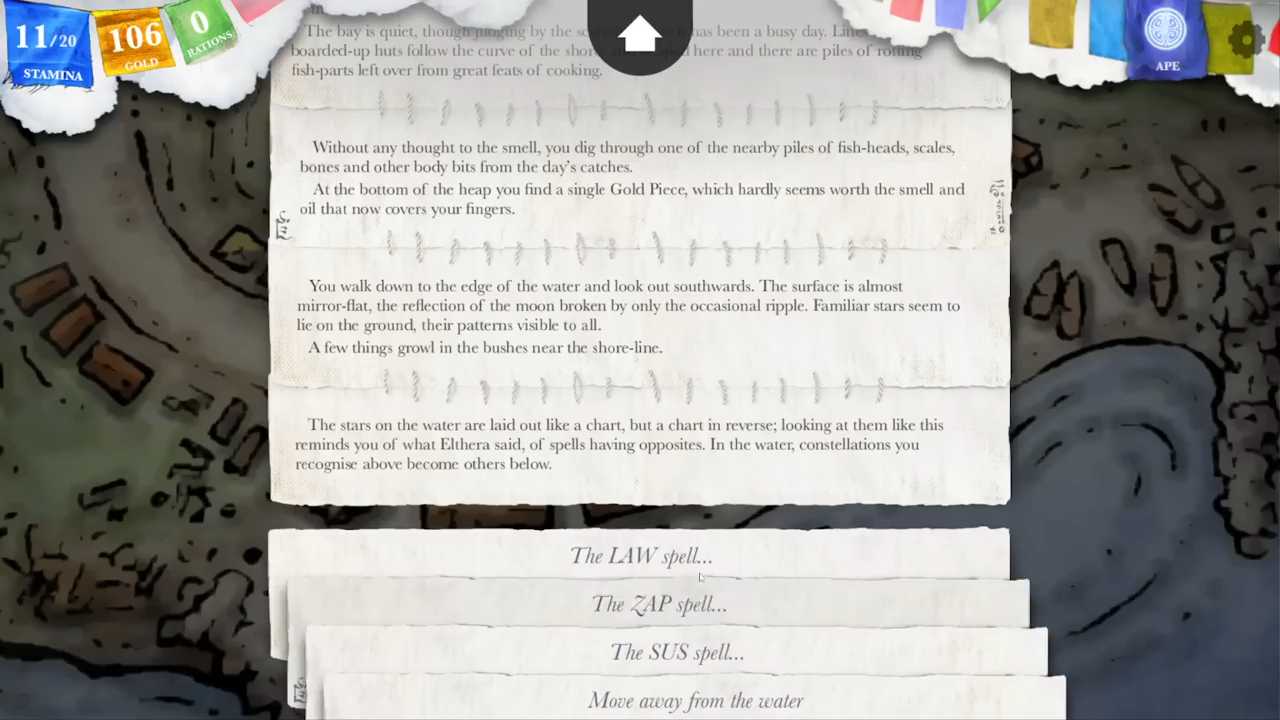 11/20
STAMINA
106
GOLD
0
RATIONS
APE
The bay is quiet, though judging by the has been a busy day. Lines
boarded-up huts follow the curve of the shore, here and there are piles of rotting
fish-parts left over from great feats of cooking.
Without any thought to the smell, you dig through one of the nearby piles of fish-heads, scales,
bones and other body bits from the day's catches.
At the bottom of the heap you find a single Gold Piece, which hardly seems worth the smell and
oil that now covers your fingers.
You walk down to the edge of the water and look out southwards. The surface is almost
mirror-flat, the reflection of the moon broken by only the occasional ripple. Familiar stars seem to
lie on the ground, their patterns visible to all.
A few things growl in the bushes near the shore-line.
The stars on the water are laid out like a chart, but a chart in reverse; looking at them like this
reminds you of what Elthera said, of spells having opposites. In the water, constellations you
recognise above become others below.
The LAW spell...
The ZAP spell...
The SUS spell...
Move away from the water